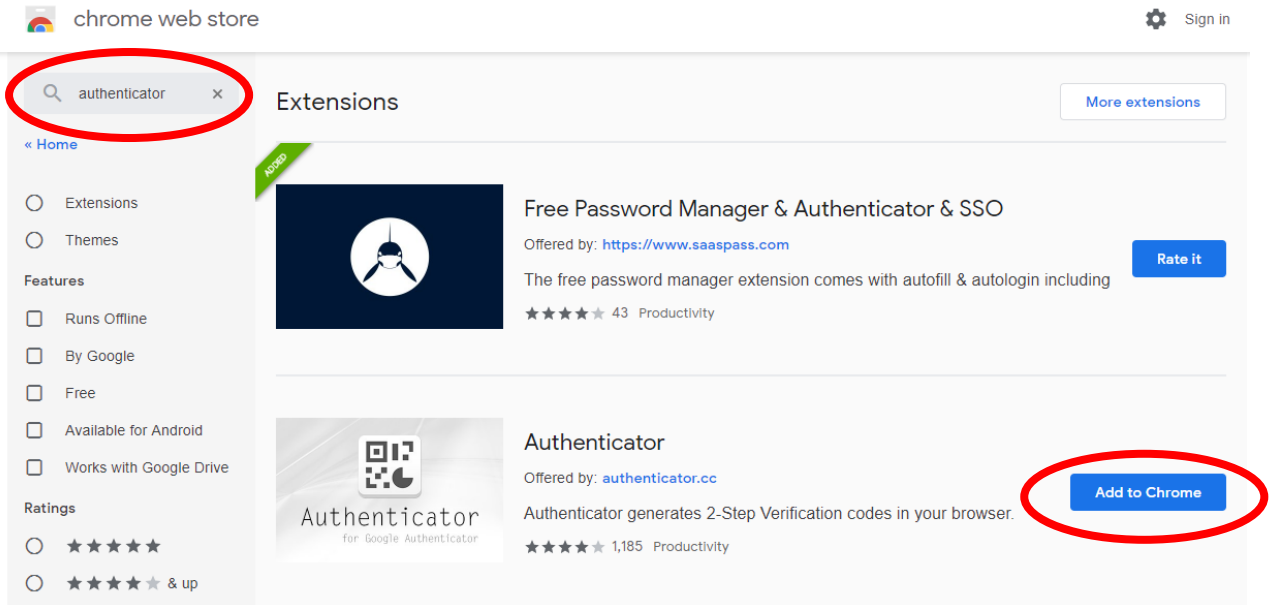 chrome web store
Sign in
authenticator ×
« Home
Extensions
Themes
Features
Runs Offline
By Google
Free
Available for Android
Works with Google Drive
Ratings
& up
Extensions
More extensions
ADDED
Free Password Manager & Authenticator & SSO
Offered by: https://www.saaspass.com
Rate it
The free password manager extension comes with autofill & autologin including
43 Productivity
Authenticator
for Google Authenticator
Authenticator
Offered by: authenticator.cc
Add to Chrome
Authenticator generates 2-Step Verification codes in your browser.
1,185 Productivity